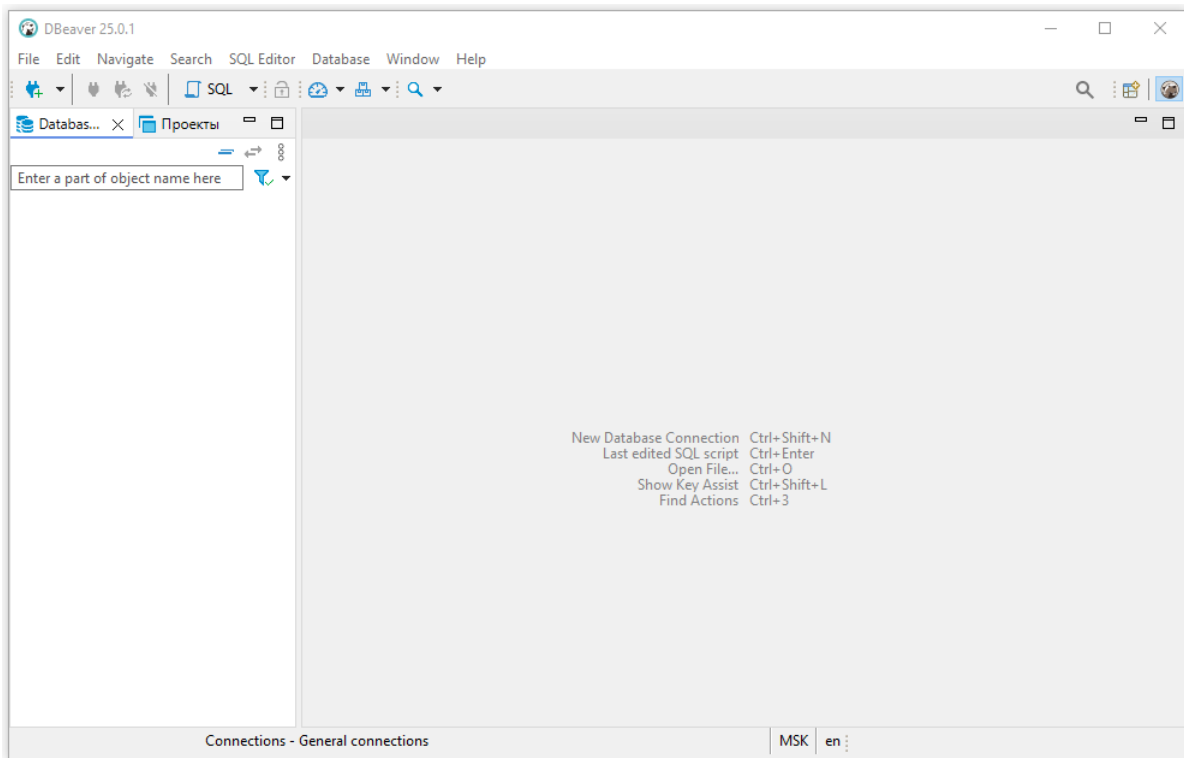 DBeaver 25.0.1
File Edit Navigate Search SQL Editor Database Window Help
SQL
Databas... Проекты
Enter a part of object name here
New Database Connection Ctrl+Shift+N
Last edited SQL script Ctrl+Enter
Open File... Ctrl+O
Show Key Assist Ctrl+Shift+L
Find Actions Ctrl+3
Connections - General connections MSK en